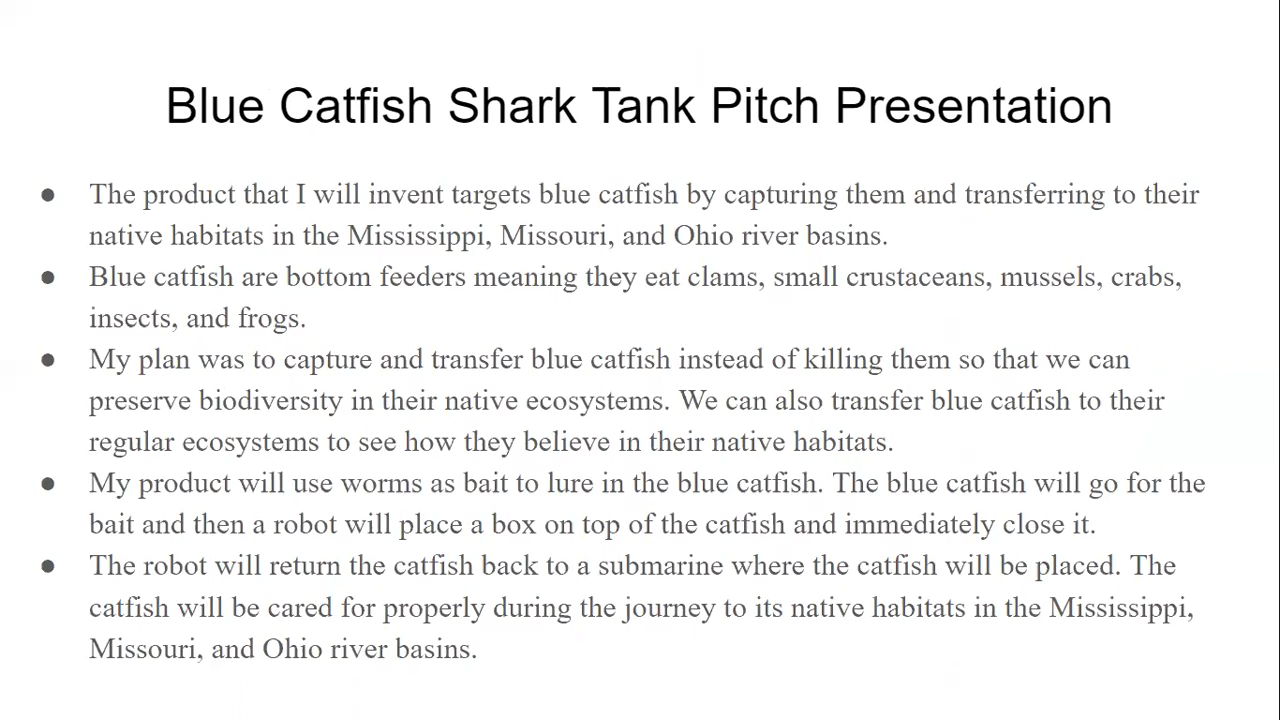 Blue Catfish Shark Tank Pitch Presentation
● The product that I will invent targets blue catfish by capturing them and transferring to their
native habitats in the Mississippi, Missouri, and Ohio river basins.
● Blue catfish are bottom feeders meaning they eat clams, small crustaceans, mussels, crabs,
insects, and frogs.
● My plan was to capture and transfer blue catfish instead of killing them so that we can
preserve biodiversity in their native ecosystems. We can also transfer blue catfish to their
regular ecosystems to see how they believe in their native habitats.
● My product will use worms as bait to lure in the blue catfish. The blue catfish will go for the
bait and then a robot will place a box on top of the catfish and immediately close it.
● The robot will return the catfish back to a submarine where the catfish will be placed. The
catfish will be cared for properly during the journey to its native habitats in the Mississippi,
Missouri, and Ohio river basins.